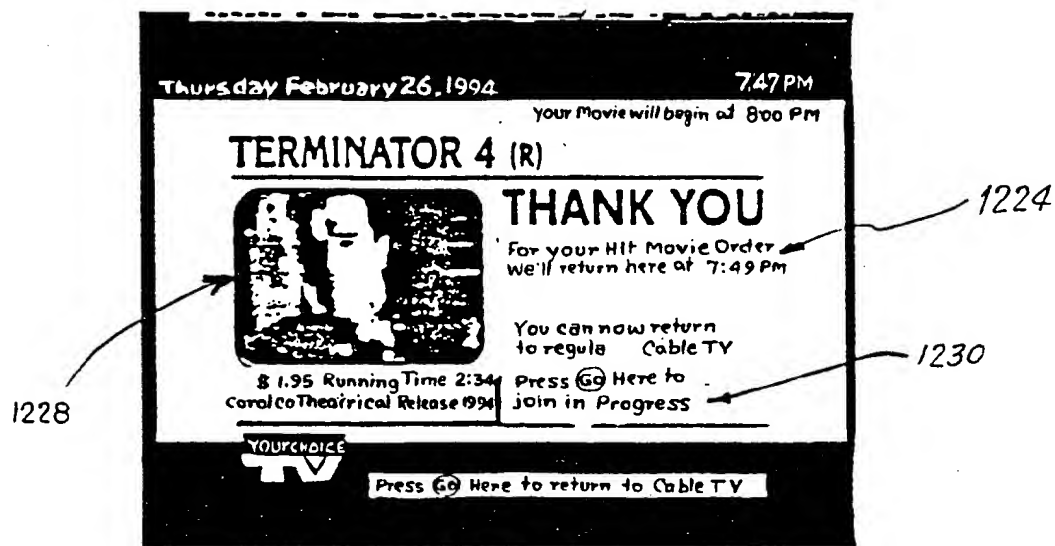 Thursday February 26, 1994 7:47 PM
Your Movie will begin at 8:00 PM
TERMINATOR 4 (R)
THANK YOU
For your Hit Movie Order
We'll return here at 7:49 PM
1224
You can now return
to regula Cable TV
1230
$ 1.95 Running Time 2:34
Carolco Theatrical Release 1994
Press Go Here to
join in Progress
1228
YOUR CHOICE
TV
Press Go Here to return to Cable TV